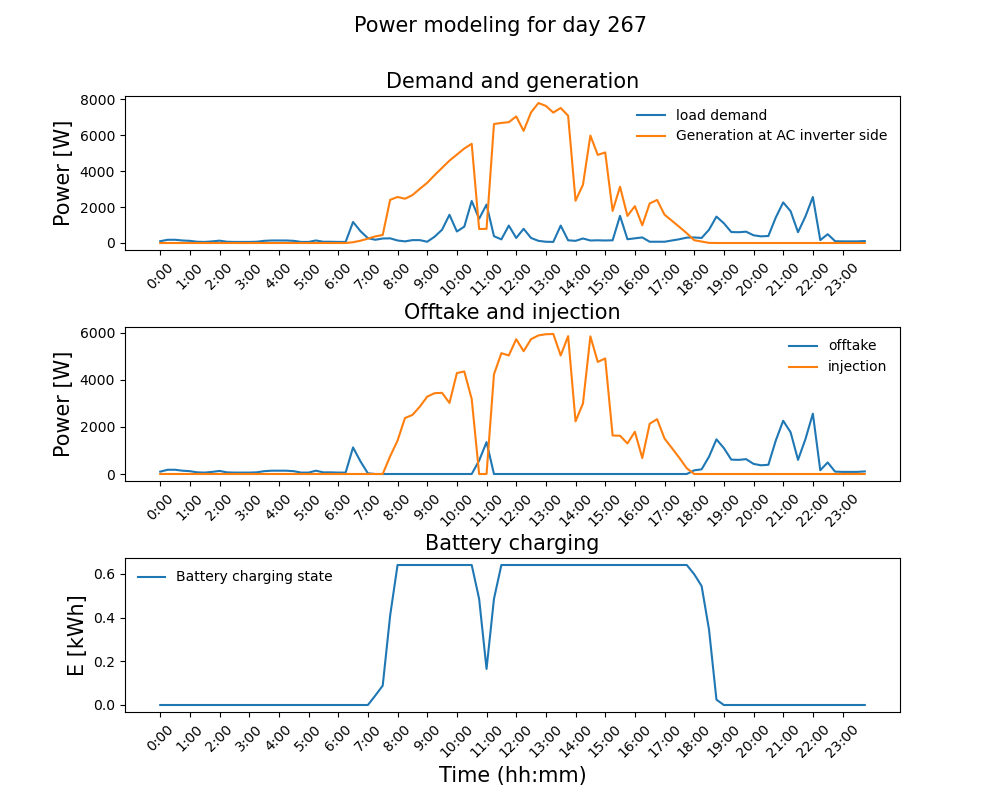 Power modeling for day 267
Demand and generation
Power [W]
8000
6000
4000
2000
0
load demand
Generation at AC inverter side
0:00 1:00 2:00 3:00 4:00 5:00 6:00 7:00 8:00 9:00 10:00 11:00 12:00 13:00 14:00 15:00 16:00 17:00 18:00 19:00 20:00 21:00 22:00 23:00
Offtake and injection
Power [W]
6000
4000
2000
0
offtake
injection
0:00 1:00 2:00 3:00 4:00 5:00 6:00 7:00 8:00 9:00 10:00 11:00 12:00 13:00 14:00 15:00 16:00 17:00 18:00 19:00 20:00 21:00 22:00 23:00
Battery charging
E [kWh]
0.6
0.4
0.2
0.0
Battery charging state
0:00 1:00 2:00 3:00 4:00 5:00 6:00 7:00 8:00 9:00 10:00 11:00 12:00 13:00 14:00 15:00 16:00 17:00 18:00 19:00 20:00 21:00 22:00 23:00
Time (hh:mm)